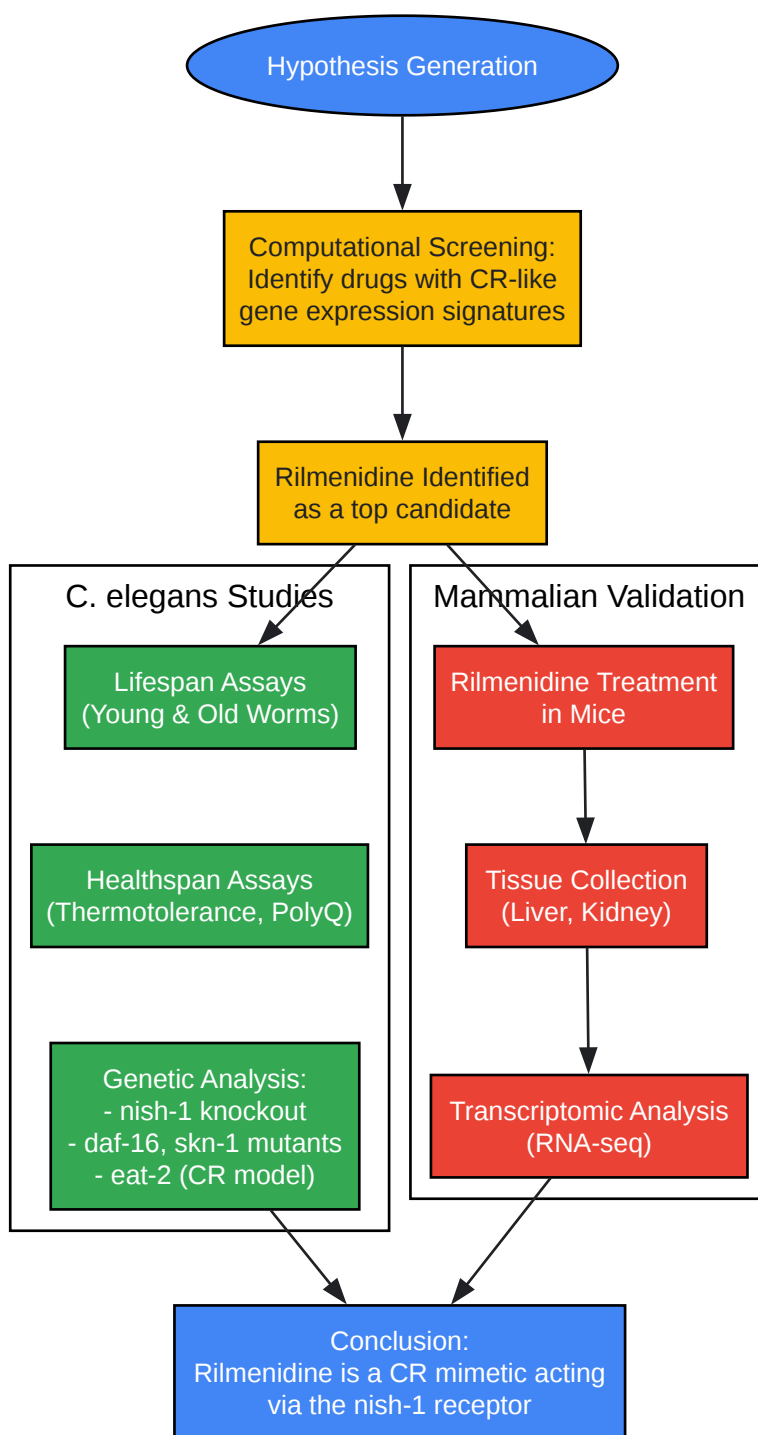 Hypothesis Generation
Computational Screening:
Identify drugs with CR-like
gene expression signatures
Rilmenidine Identified
as a top candidate
C. elegans Studies
Lifespan Assays
(Young & Old Worms)
Healthspan Assays
(Thermotolerance, PolyQ)
Genetic Analysis:
- nish-1 knockout
- daf-16, skn-1 mutants
- eat-2 (CR model)
Mammalian Validation
Rilmenidine Treatment
in Mice
Tissue Collection
(Liver, Kidney)
Transcriptomic Analysis
(RNA-seq)
Conclusion:
Rilmenidine is a CR mimetic acting
via the nish-1 receptor